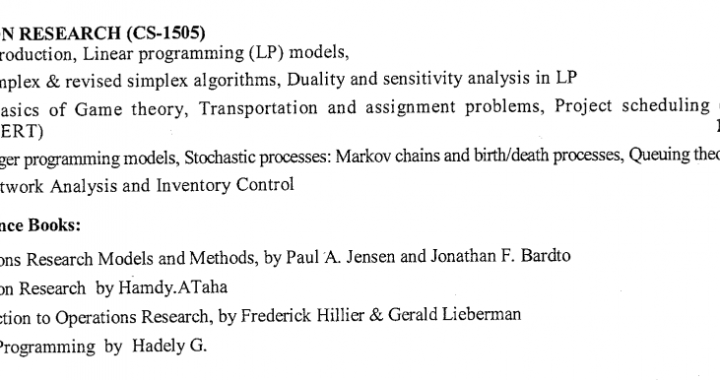 N RESEARCH (CS-1505)
roduction, Linear programming (LP) models,
mplex & revised simplex algorithms, Duality and sensitivity analysis in LP
asics of Game theory, Transportation and assignment problems, Project scheduling (
ERT)
ger programming models, Stochastic processes: Markov chains and birth/death processes, Queuing theo
twork Analysis and Inventory Control
nce Books:
ons Research Models and Methods, by Paul A. Jensen and Jonathan F. Bardto
on Research by Hamdy.ATaha
ction to Operations Research, by Frederick Hillier & Gerald Lieberman
Programming by Hadely G.